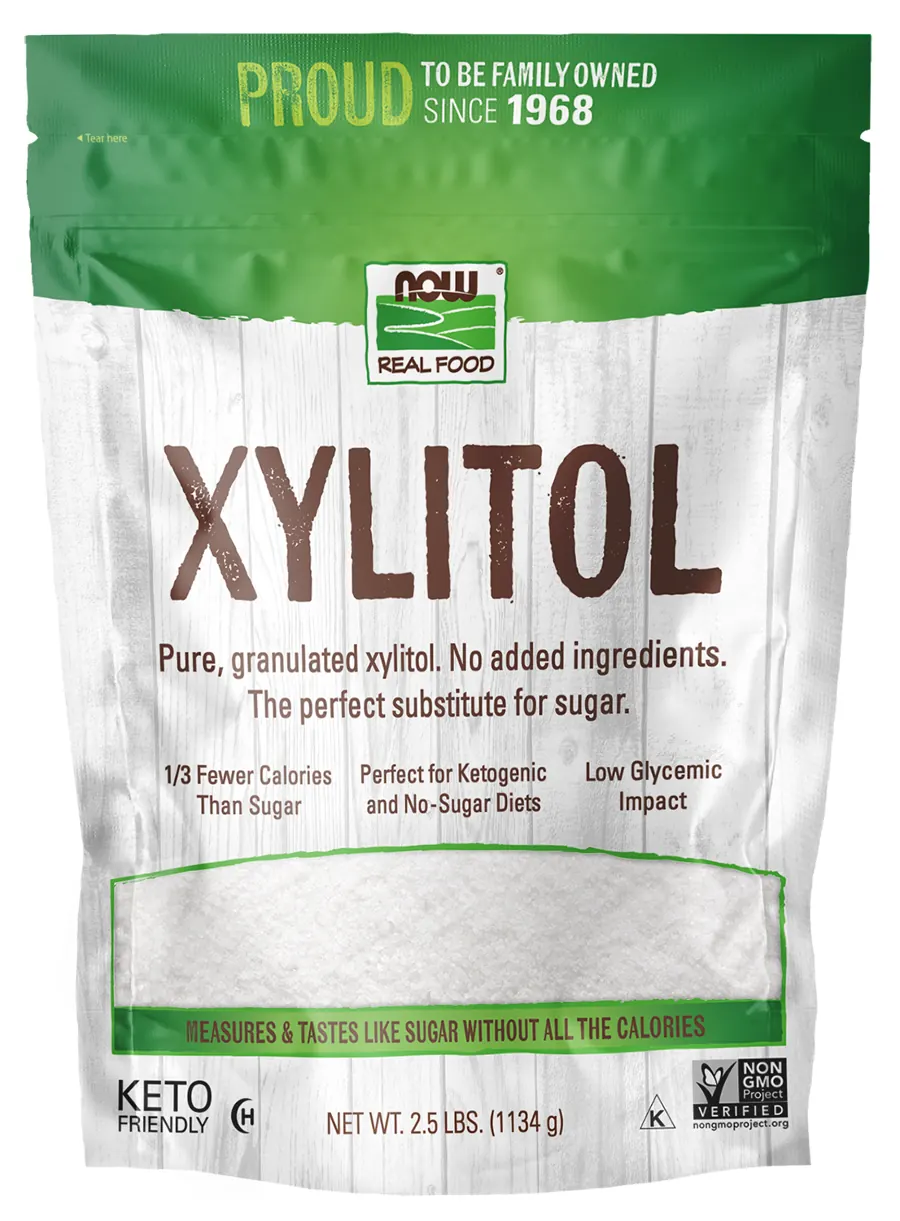 PROUD TO BE FAMILY OWNED
SINCE 1968
Tear here
NOW®
REAL FOOD
XYLITOL
Pure, granulated xylitol. No added ingredients.
The perfect substitute for sugar.
1/3 Fewer Calories
Than Sugar
Perfect for Ketogenic
and No-Sugar Diets
Low Glycemic
Impact
MEASURES & TASTES LIKE SUGAR WITHOUT ALL THE CALORIES
KETO
FRIENDLY
H
NET WT. 2.5 LBS. (1134 g)
K
NON
GMO
Project
VERIFIED
nongmoproject.org